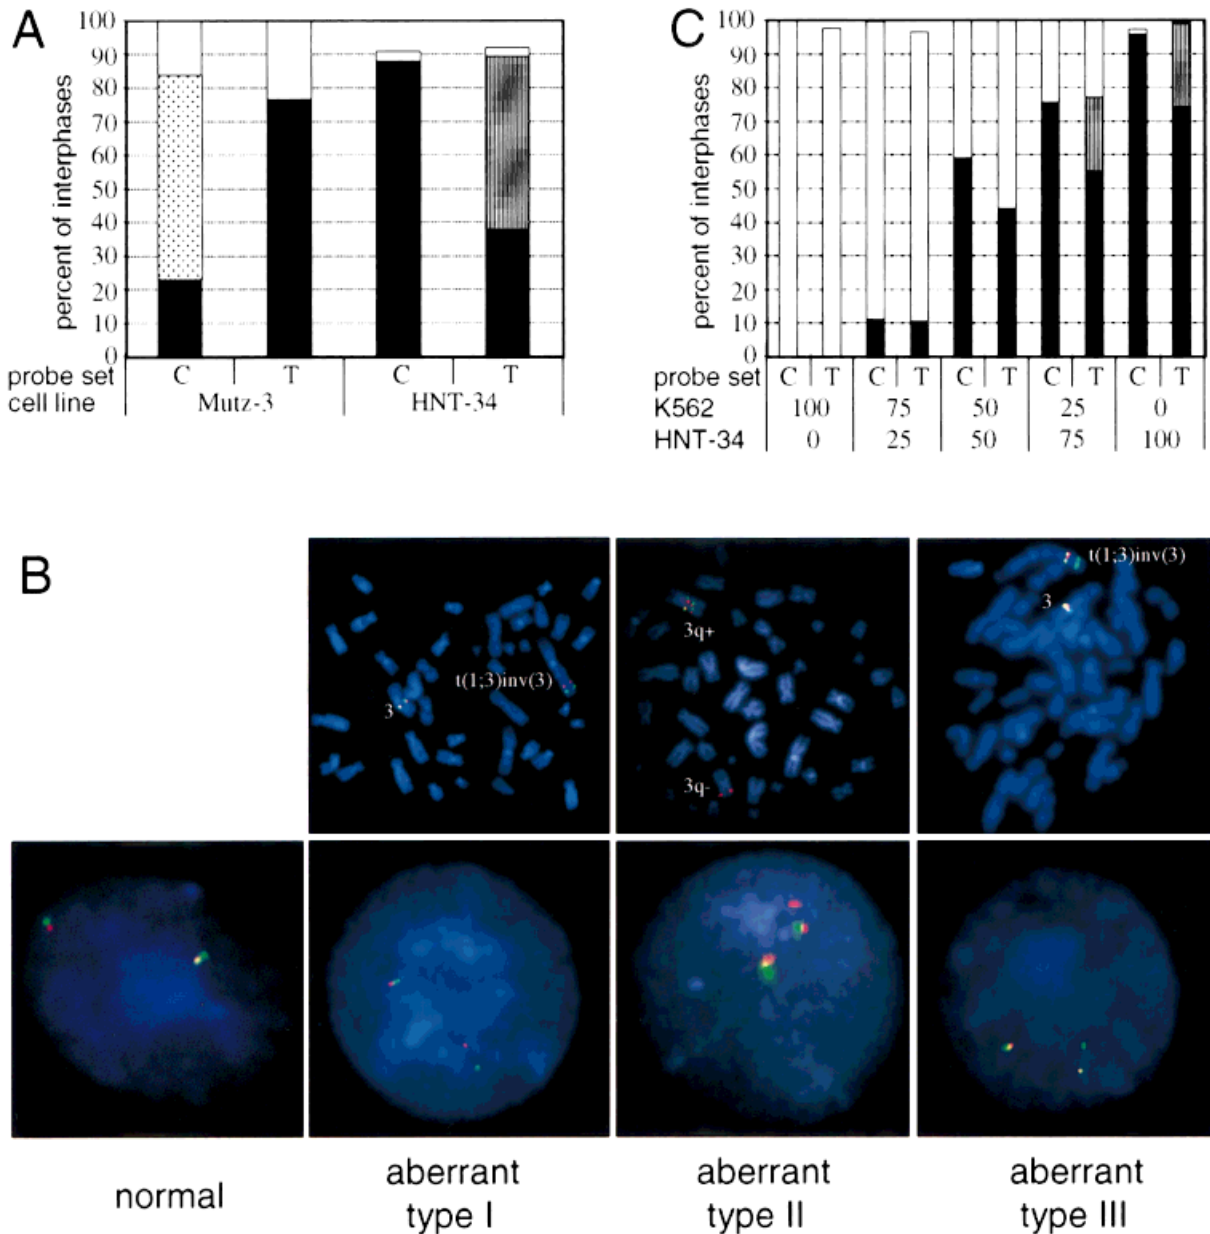 A
percent of interphases
100
90
80
70
60
50
40
30
20
10
0
probe set C T C T
cell line Mutz-3 HNT-34
C
percent of interphases
100
90
80
70
60
50
40
30
20
10
0
probe set C T C T C T C T C T
K562 100 75 50 25 0
HNT-34 0 25 50 75 100
B
t(1;3)inv(3)
3
3q+
3q-
t(1;3)inv(3)
3
normal
aberrant
type I
aberrant
type II
aberrant
type III